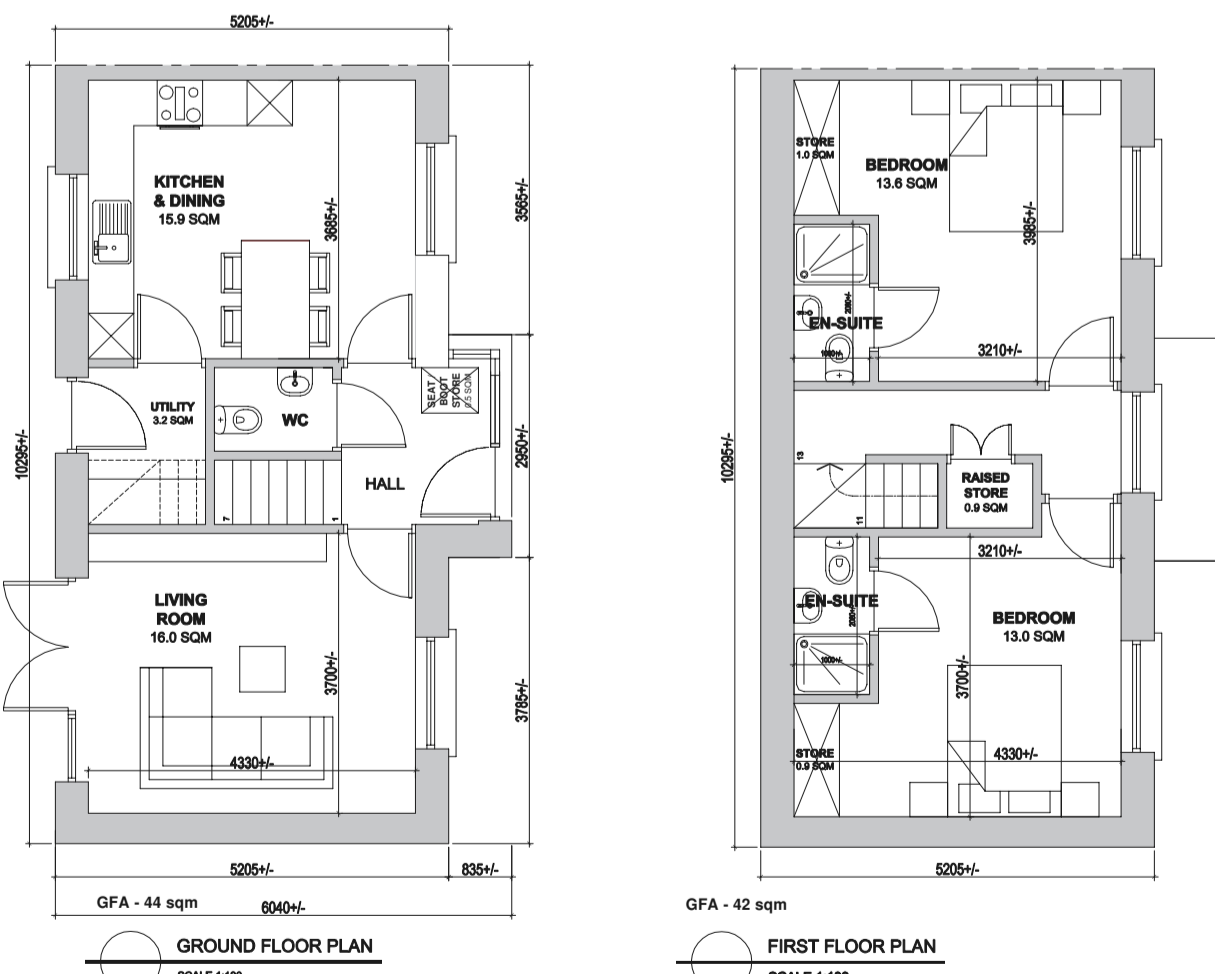 5205+/-
KITCHEN
& DINING
15.9 SQM
3685+/-
3565+/-
SEAT
BOOT
STORE
0.5 SQM
UTILITY
3.2 SQM
WC
HALL
7
1
10295+/-
2950+/-
LIVING
ROOM
16.0 SQM
3700+/-
3785+/-
4330+/-
5205+/-
835+/-
GFA - 44 sqm
6040+/-
GROUND FLOOR PLAN
STORE
1.0 SQM
BEDROOM
13.6 SQM
3985+/-
EN-SUITE
3210+/-
10295+/-
13
11
RAISED
STORE
0.9 SQM
3210+/-
EN-SUITE
BEDROOM
13.0 SQM
1000+/-
3700+/-
STORE
0.9 SQM
4330+/-
5205+/-
GFA - 42 sqm
FIRST FLOOR PLAN